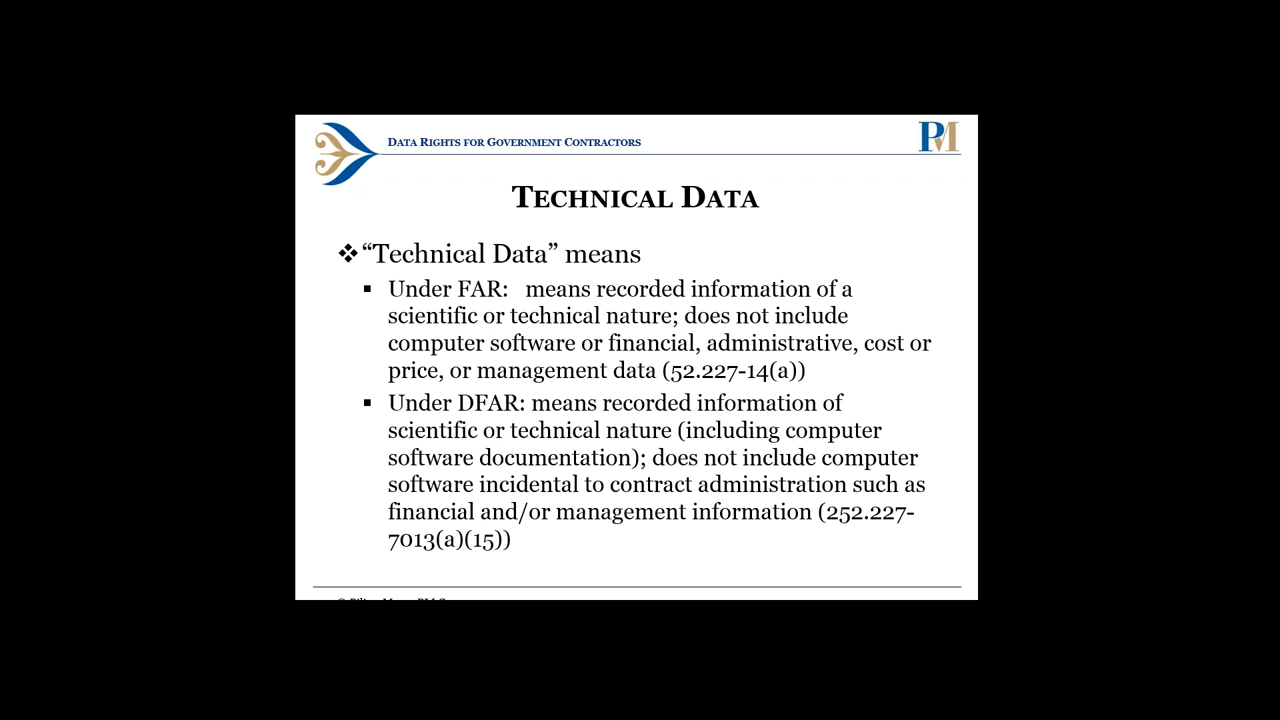 DATA RIGHTS FOR GOVERNMENT CONTRACTORS
PM
TECHNICAL DATA
❖“Technical Data” means
▪ Under FAR: means recorded information of a
scientific or technical nature; does not include
computer software or financial, administrative, cost or
price, or management data (52.227-14(a))
▪ Under DFAR: means recorded information of
scientific or technical nature (including computer
software documentation); does not include computer
software incidental to contract administration such as
financial and/or management information (252.227-
7013(a)(15))